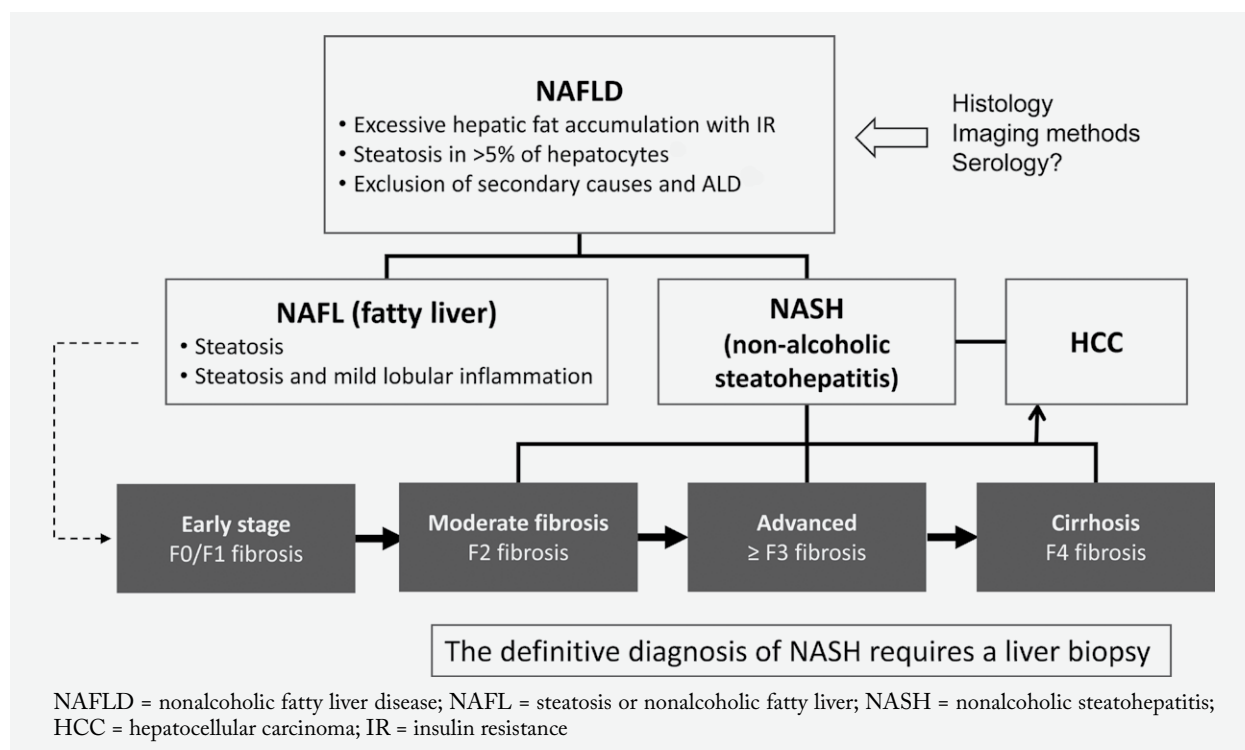 NAFLD
• Excessive hepatic fat accumulation with IR
• Steatosis in >5% of hepatocytes
• Exclusion of secondary causes and ALD
Histology
Imaging methods
Serology?
NAFL (fatty liver)
• Steatosis
• Steatosis and mild lobular inflammation
NASH
(non-alcoholic
steatohepatitis)
HCC
Early stage
F0/F1 fibrosis
Moderate fibrosis
F2 fibrosis
Advanced
≥ F3 fibrosis
Cirrhosis
F4 fibrosis
The definitive diagnosis of NASH requires a liver biopsy
NAFLD = nonalcoholic fatty liver disease; NAFL = steatosis or nonalcoholic fatty liver; NASH = nonalcoholic steatohepatitis;
HCC = hepatocellular carcinoma; IR = insulin resistance